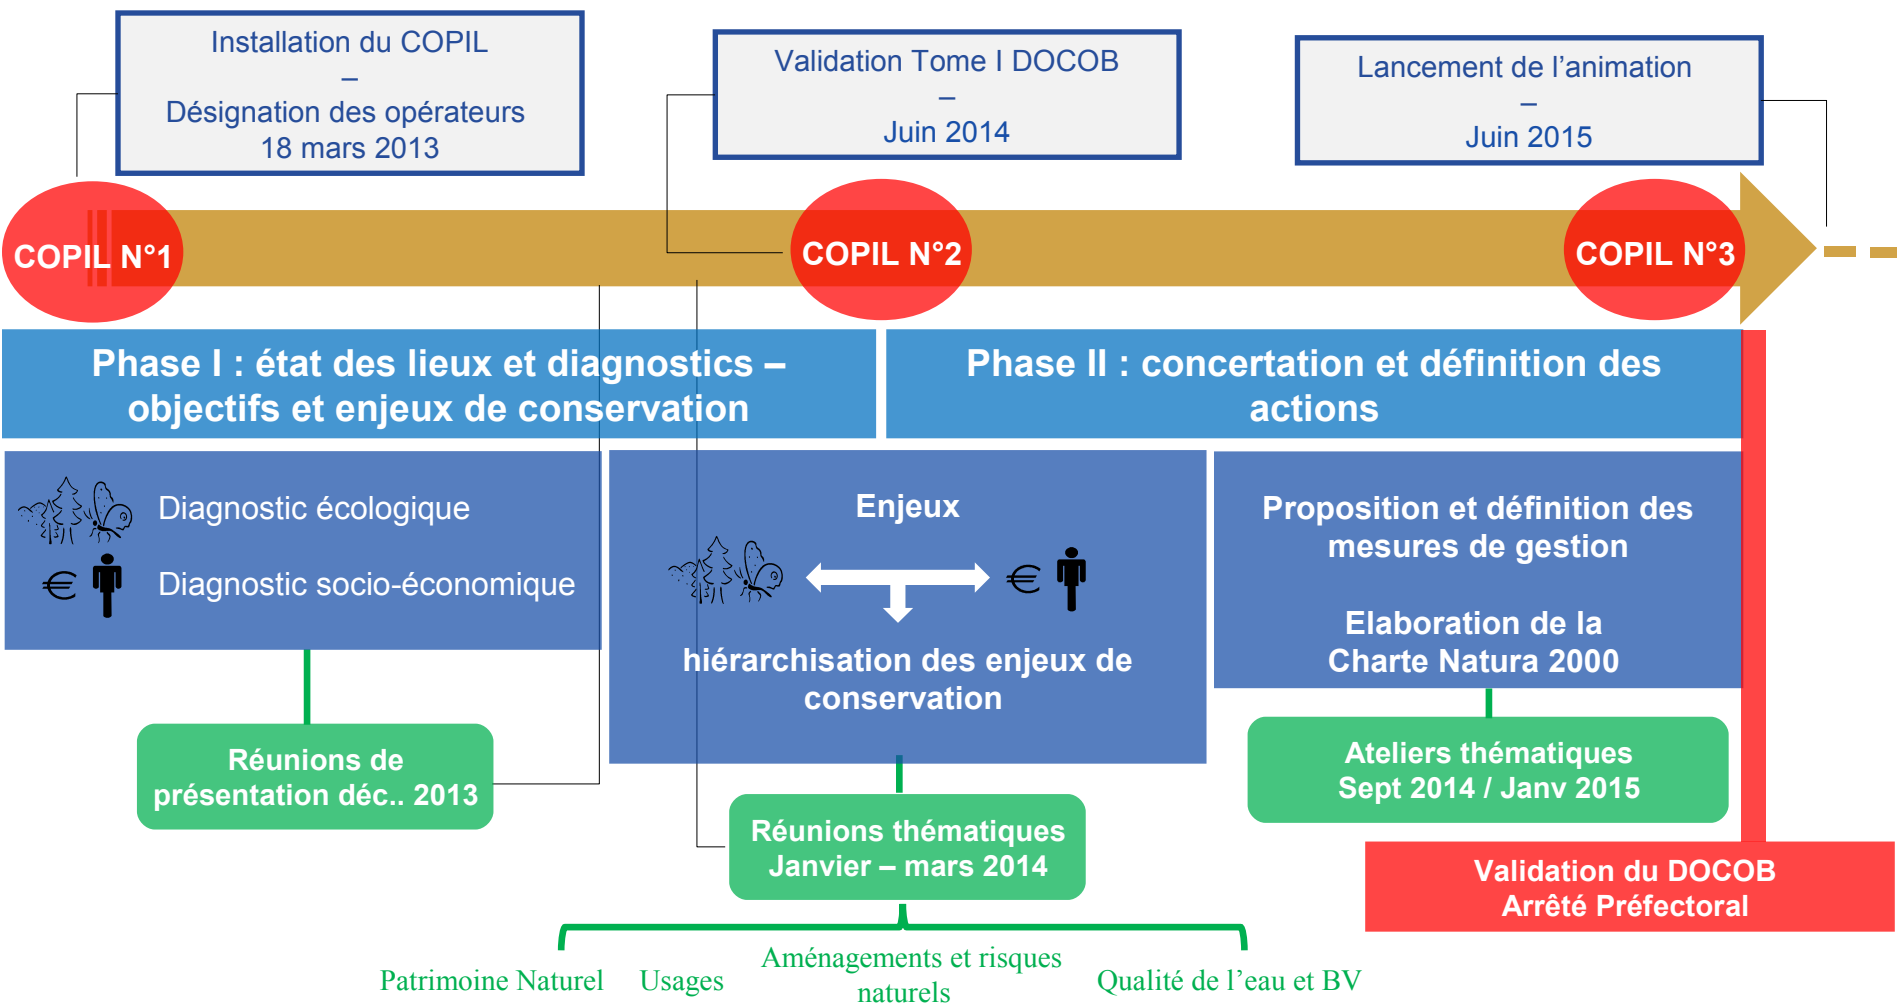 Installation du COPIL
–
Désignation des opérateurs
18 mars 2013
Validation Tome I DOCOB
–
Juin 2014
Lancement de l’animation
–
Juin 2015
COPIL N°1
COPIL N°2
COPIL N°3
Phase I : état des lieux et diagnostics –
objectifs et enjeux de conservation
Phase II : concertation et définition des
actions
Diagnostic écologique
€ Diagnostic socio-économique
Enjeux
€
hiérarchisation des enjeux de
conservation
Proposition et définition des
mesures de gestion
Elaboration de la
Charte Natura 2000
Réunions de
présentation déc.. 2013
Réunions thématiques
Janvier – mars 2014
Ateliers thématiques
Sept 2014 / Janv 2015
Validation du DOCOB
Arrêté Préfectoral
Patrimoine Naturel
Usages
Aménagements et risques
naturels
Qualité de l’eau et BV